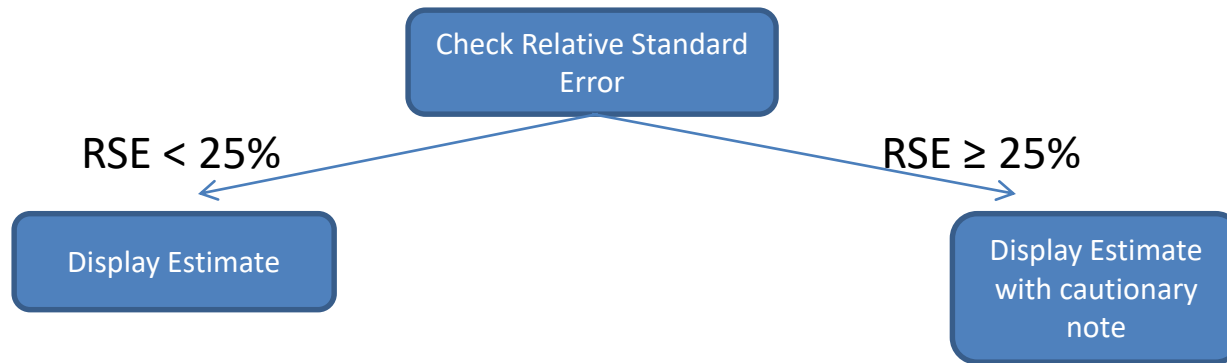 Check Relative Standard
Error
RSE < 25%
RSE ≥ 25%
Display Estimate
Display Estimate
with cautionary
note